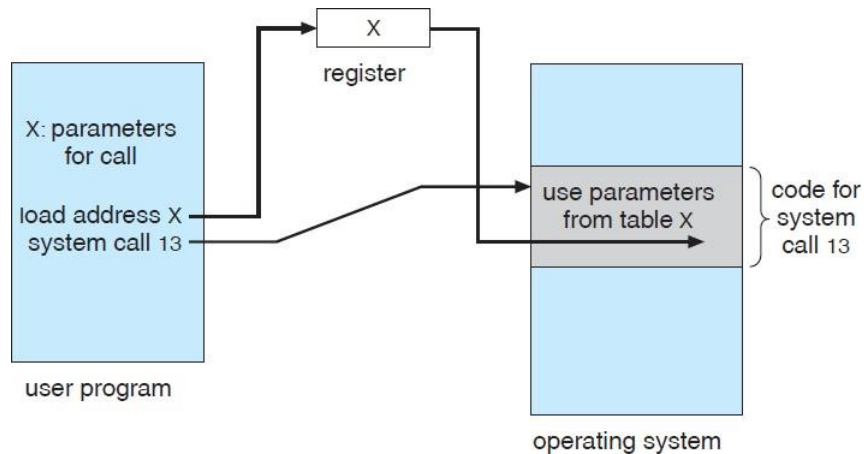 X
register
X: parameters
for call
load address X
system call 13
user program
use parameters
from table X
code for
system
call 13
operating system